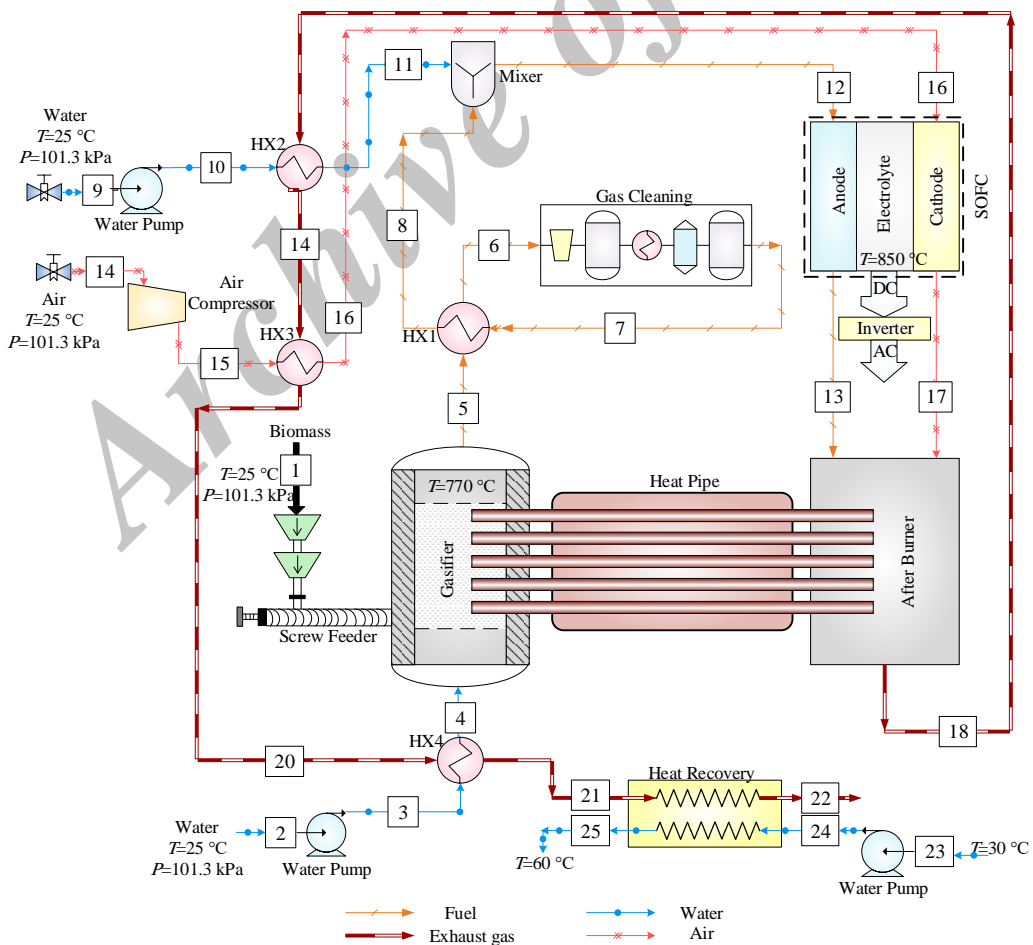 Archive of
11
Mixer
12
16
Water
T=25 °C
P=101.3 kPa
HX2
10
9
Water Pump
Anode
Electrolyte
Cathode
SOFC
T=850 °C
Gas Cleaning
8
6
14
14
Air
T=25 °C
P=101.3 kPa
Air
Compressor
16
HX3
15
HX1
7
DC
Inverter
AC
5
13
17
Biomass
1
T=25 °C
P=101.3 kPa
T=770 °C
Gasifier
Heat Pipe
After Burner
Screw Feeder
4
HX4
18
20
Heat Recovery
21
22
3
Water
T=25 °C
P=101.3 kPa
2
Water Pump
25
24
T=60 °C
23
T=30 °C
Water Pump
Fuel
Water
Exhaust gas
Air